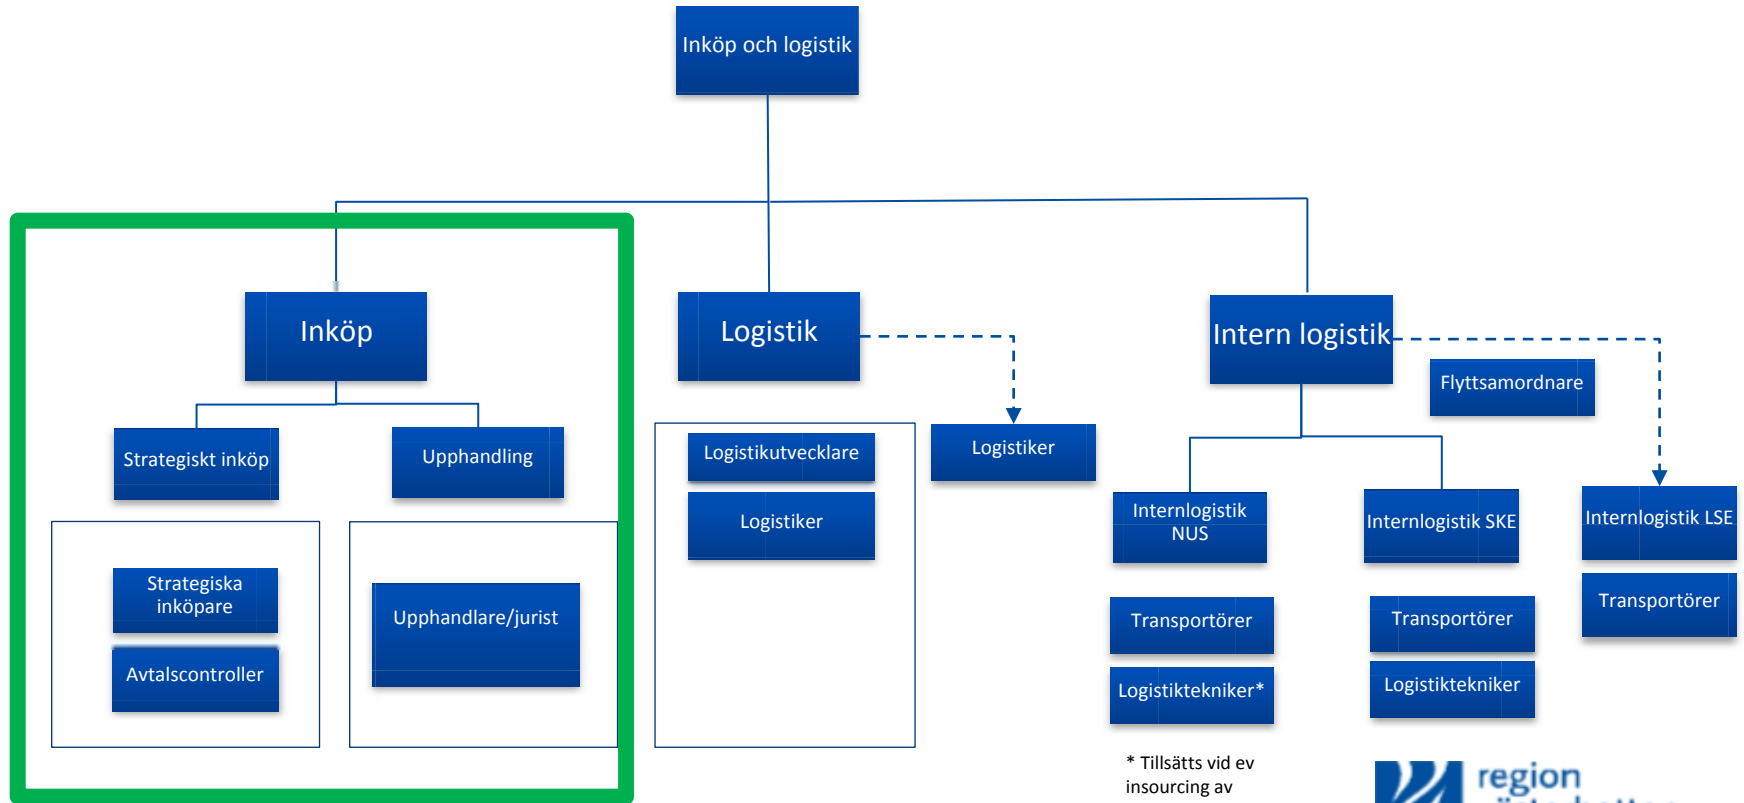 Inköp och logistik
Inköp
Logistik
Intern logistik
Flyttsamordnare
Strategiskt inköp
Upphandling
Logistikutvecklare
Logistiker
Logistiker
Internlogistik
NUS
Internlogistik SKE
Internlogistik LSE
Strategiska
inköpare
Avtalscontroller
Upphandlare/jurist
Transportörer
Logistiktekniker*
Transportörer
Logistiktekniker
Transportörer
* Tillsätts vid ev
insourcing av
region